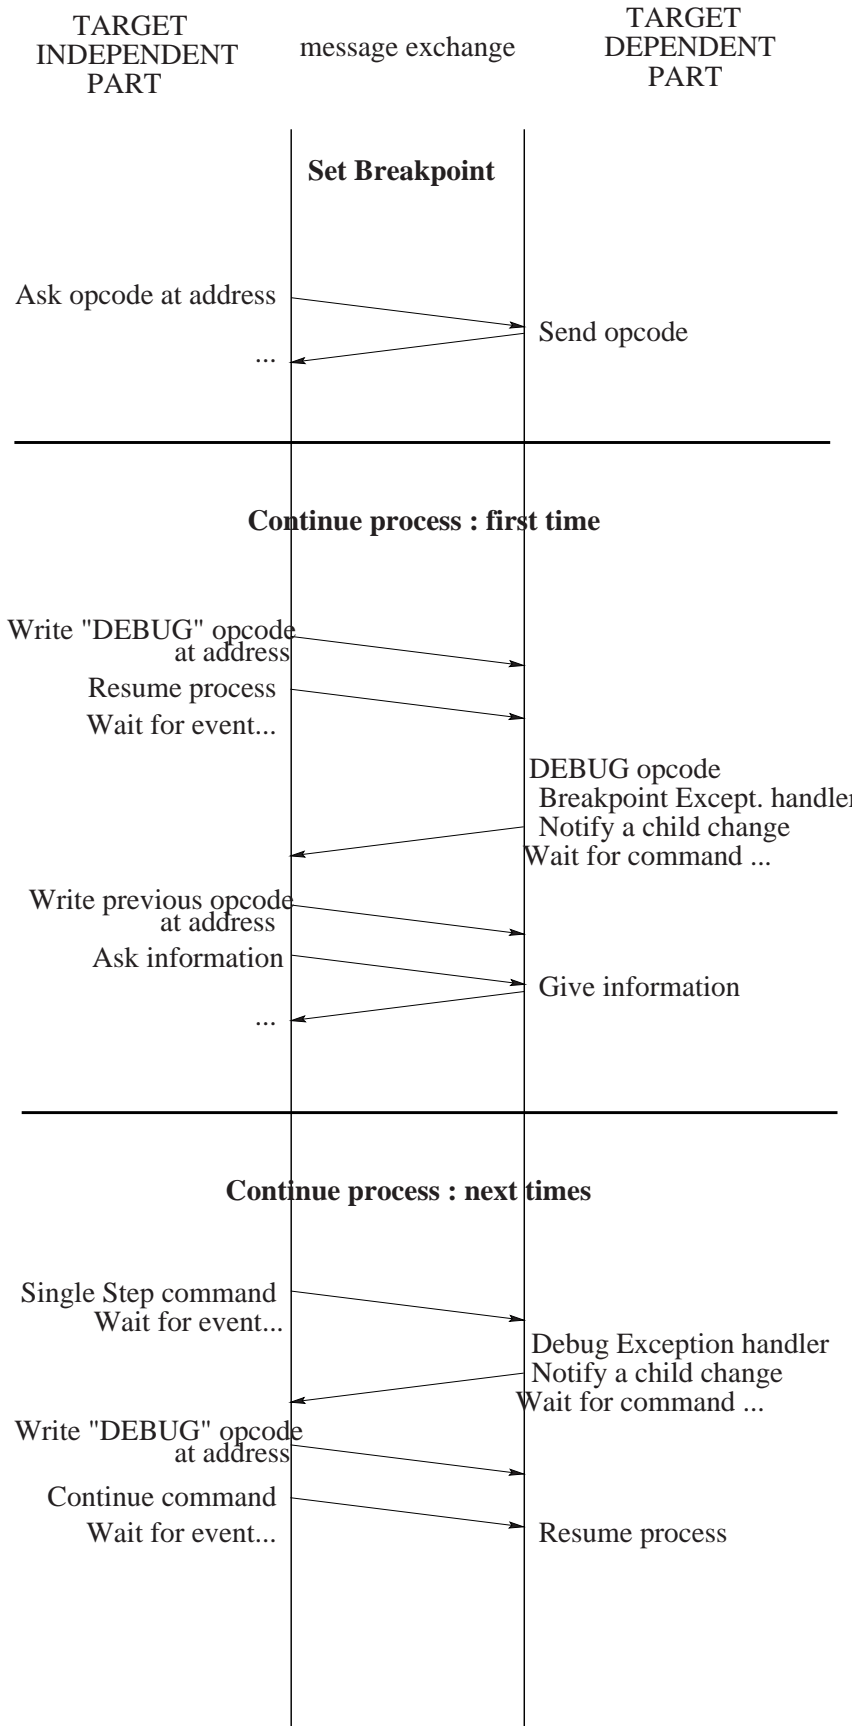 TARGET
INDEPENDENT
PART
message exchange
TARGET
DEPENDENT
PART
Set Breakpoint
Ask opcode at address
Send opcode
...
Continue process : first time
Write "DEBUG" opcode
at address
Resume process
Wait for event...
DEBUG opcode
Breakpoint Except. handler
Notify a child change
Wait for command ...
Write previous opcode
at address
Ask information
Give information
...
Continue process : next times
Single Step command
Wait for event...
Debug Exception handler
Notify a child change
Wait for command ...
Write "DEBUG" opcode
at address
Continue command
Wait for event...
Resume process